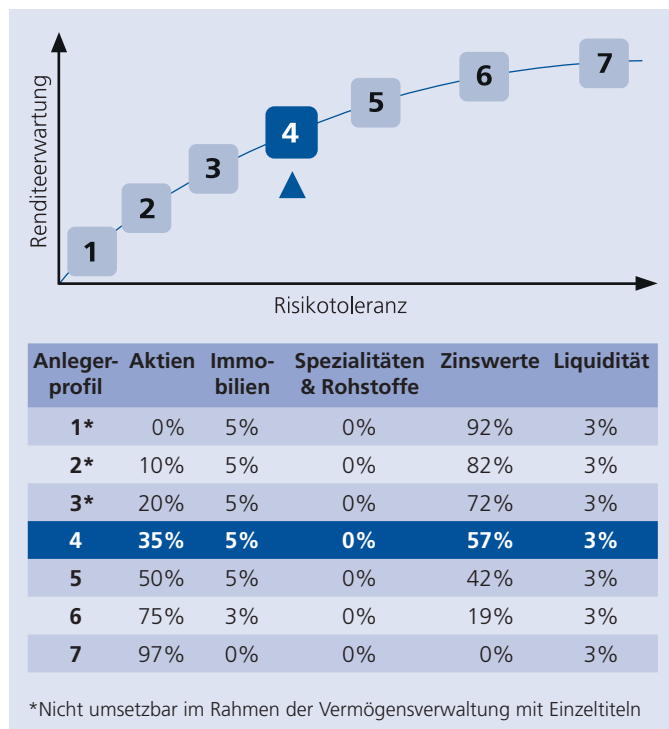 Renditeerwartung
7
6
5
4
3
2
1
Risikotoleranz
Anleger- Aktien Immo- Spezialitäten Zinswerte Liquidität
profil bilien & Rohstoffe
1* 0% 5% 0% 92% 3%
2* 10% 5% 0% 82% 3%
3* 20% 5% 0% 72% 3%
4 35% 5% 0% 57% 3%
5 50% 5% 0% 42% 3%
6 75% 3% 0% 19% 3%
7 97% 0% 0% 0% 3%
*Nicht umsetzbar im Rahmen der Vermögensverwaltung mit Einzeltiteln